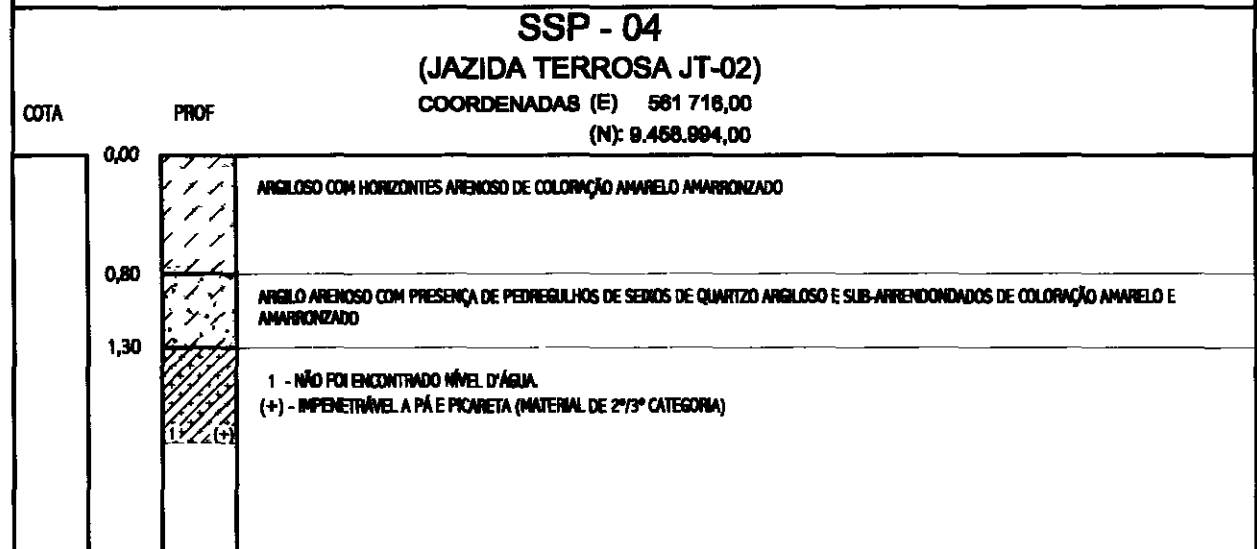 SSP - 04
(JAZIDA TERROSA JT-02)
COORDENADAS (E) 561 716,00
(N): 9.458.994,00
COTA PROF
0,00
ARGILOSO COM HORIZONTES ARENOSO DE COLORAÇÃO AMARELO AMARRONZADO
0,80
ARGILO ARENOSO COM PRESENÇA DE PEDREGULHOS DE SEIXOS DE QUARTZO ARGILOSO E SUB-ARRENDONDADOS DE COLORAÇÃO AMARELO E
AMARRONZADO
1,30
1 - NÃO FOI ENCONTRADO NÍVEL D'ÁGUA.
(+) - IMPENETRÁVEL A PÁ E PICARETA (MATERIAL DE 2ª/3ª CATEGORIA)
1 (+)